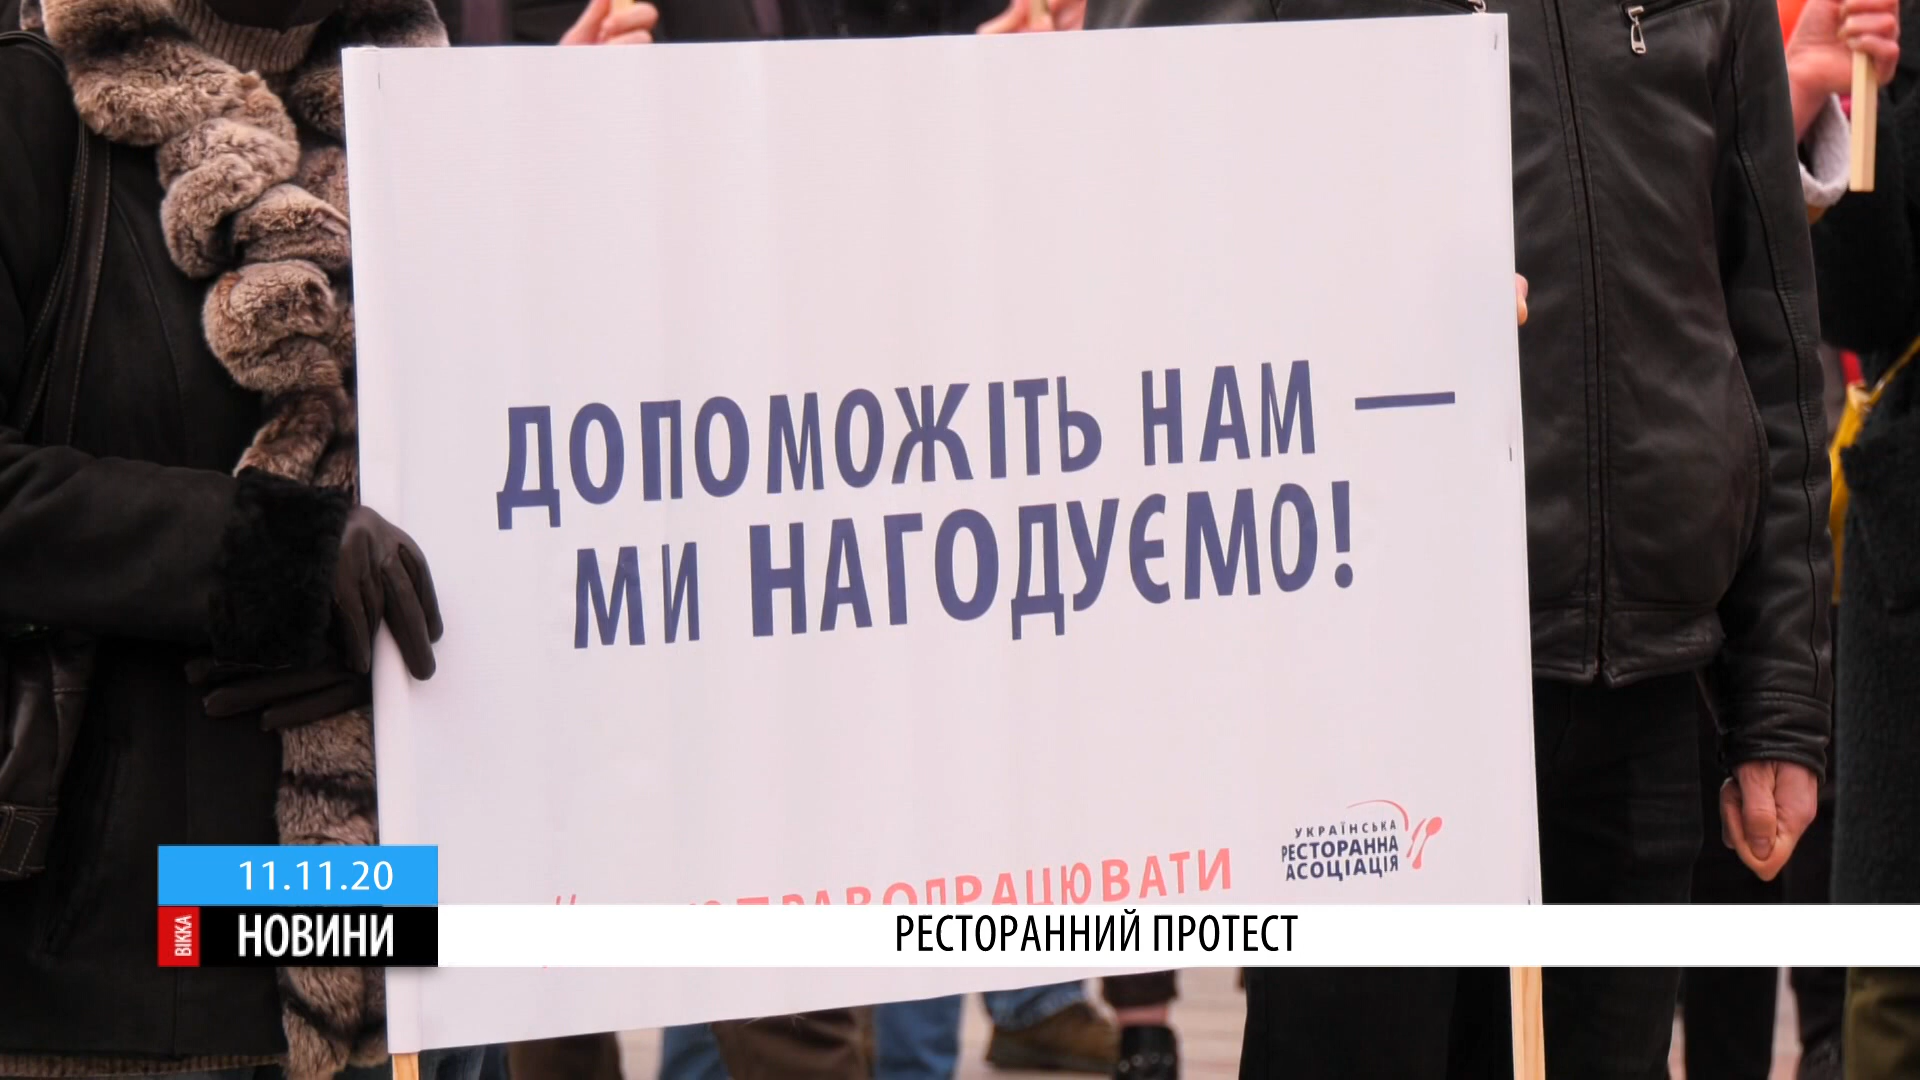 ДОПОМОЖІТЬ НАМ —
МИ НАГОДУЄМО!
УКРАЇНСЬКА
РЕСТОРАННА
АСОЦІАЦІЯ
11.11.20
ВІККА
НОВИНИ
РЕСТОРАННИЙ ПРОТЕСТ